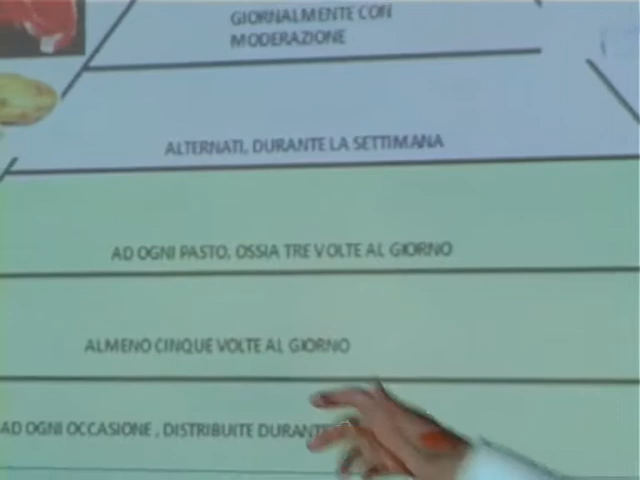 GIORNALMENTE CON
MODERAZIONE
ALTERNATI, DURANTE LA SETTIMANA
AD OGNI PASTO, OSSIA TRE VOLTE AL GIORNO
ALMENO CINQUE VOLTE AL GIORNO
AD OGNI OCCASIONE , DISTRIBUITE DURANTE